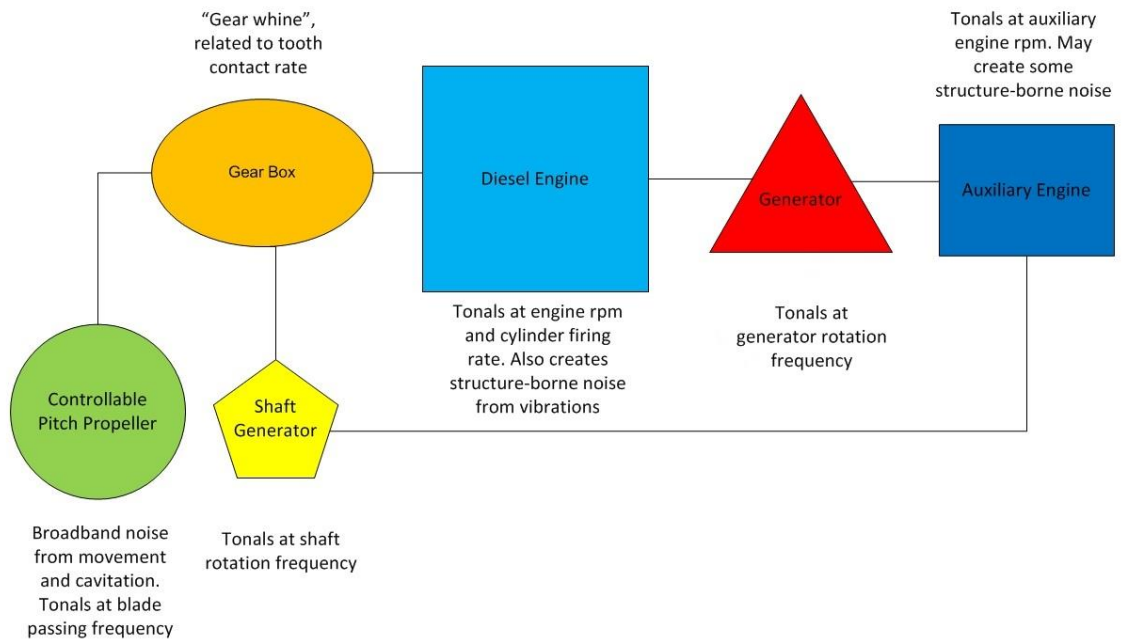 “Gear whine”,
related to tooth
contact rate
Tonals at auxiliary
engine rpm. May
create some
structure-borne noise
Gear Box
Diesel Engine
Generator
Auxiliary Engine
Tonals at engine rpm
and cylinder firing
rate. Also creates
structure-borne noise
from vibrations
Tonals at
generator rotation
frequency
Controllable
Pitch Propeller
Shaft
Generator
Broadband noise
from movement
and cavitation.
Tonals at blade
passing frequency
Tonals at shaft
rotation frequency